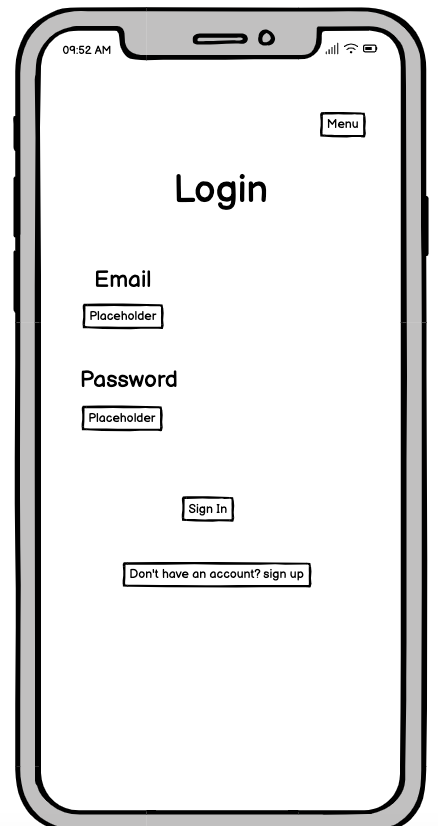 09:52 AM
Menu
Login
Email
Placeholder
Password
Placeholder
Sign In
Don't have an account? sign up